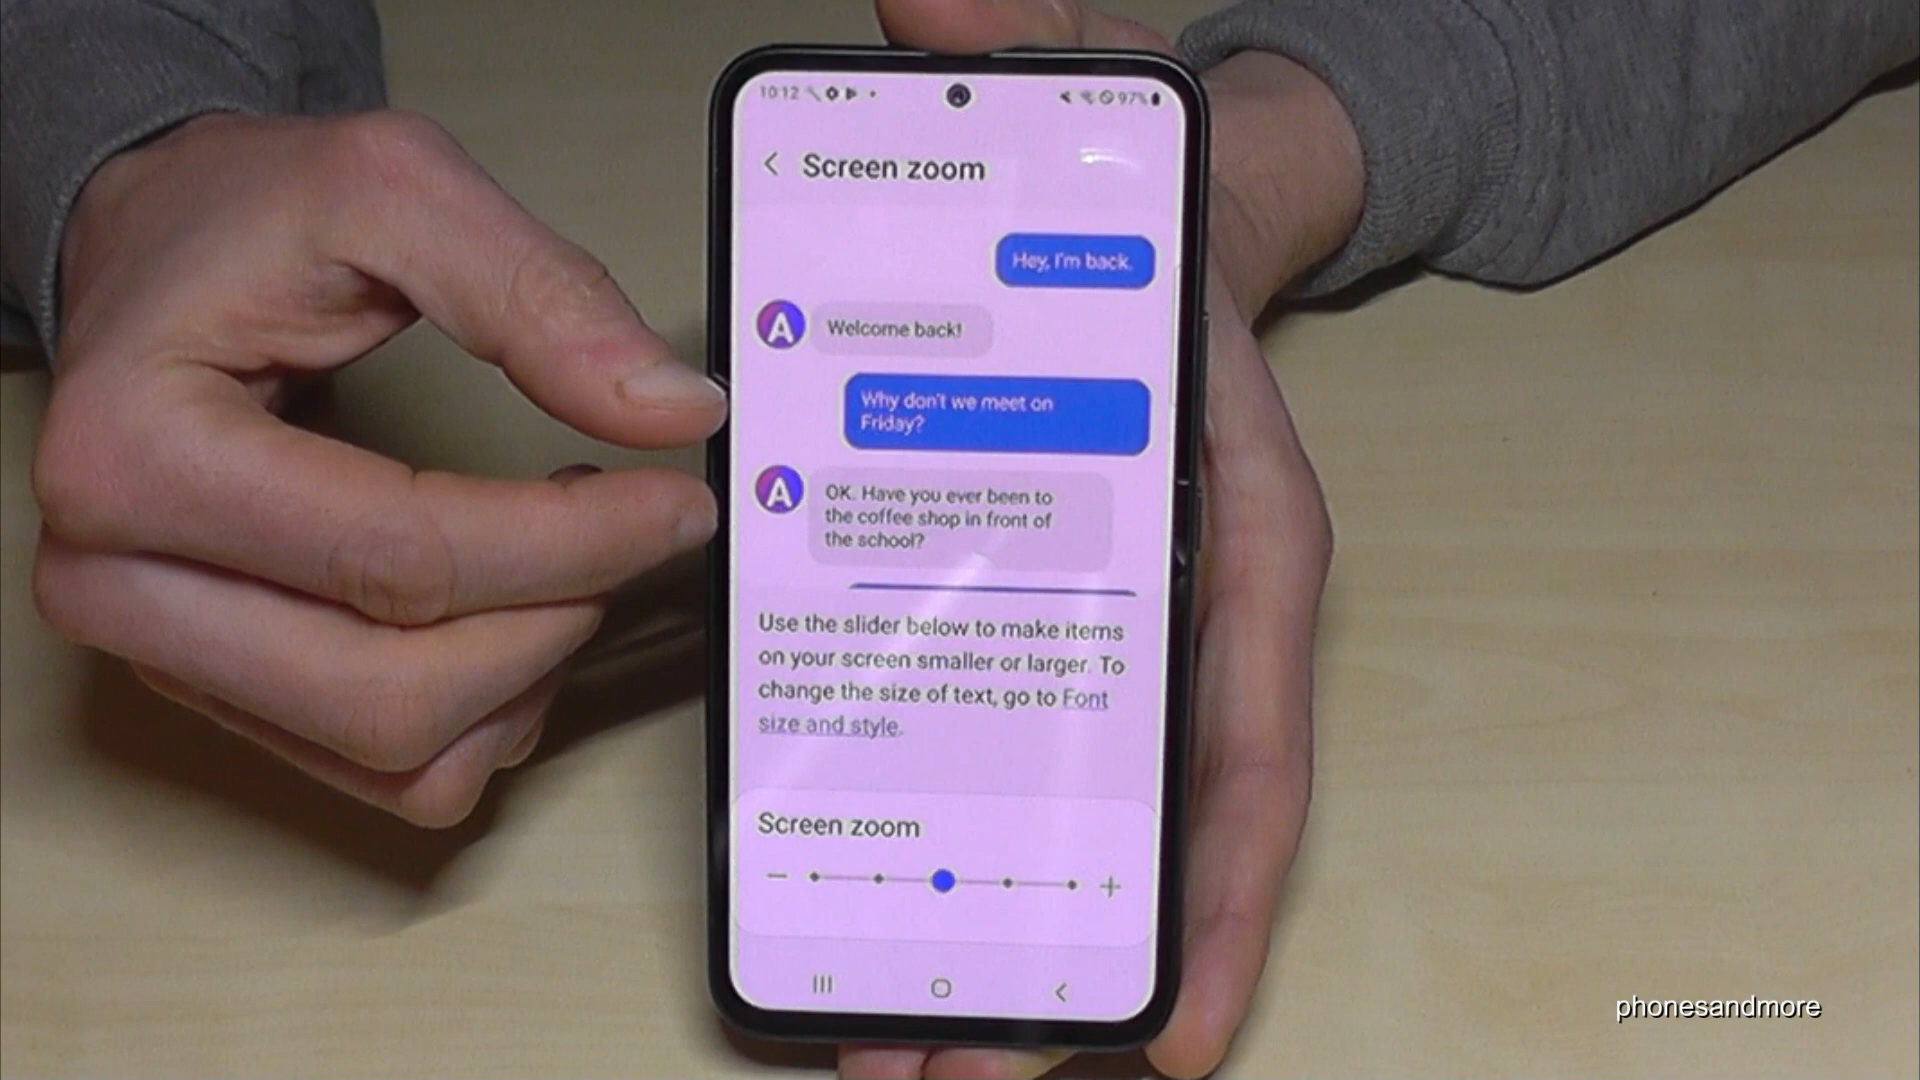 10:12
97%
Screen zoom
Hey, I'm back.
A
Welcome back!
Why don't we meet on
Friday?
A
OK. Have you ever been to
the coffee shop in front of
the school?
Use the slider below to make items
on your screen smaller or larger. To
change the size of text, go to Font
size and style.
Screen zoom
phonesandmore